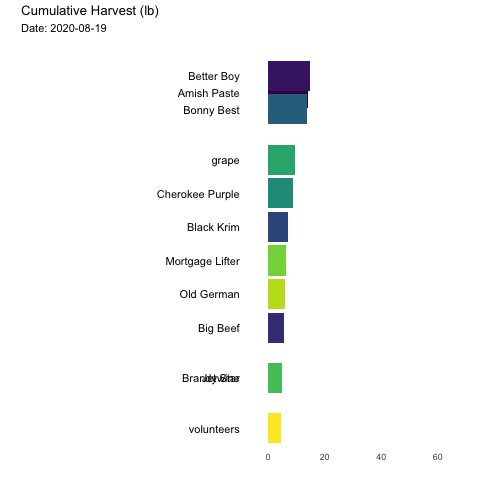 Cumulative Harvest (lb)
Date: 2020-08-19
Better Boy
Amish Paste
Bonny Best
grape
Cherokee Purple
Black Krim
Mortgage Lifter
Old German
Big Beef
volunteers
0 20 40 60